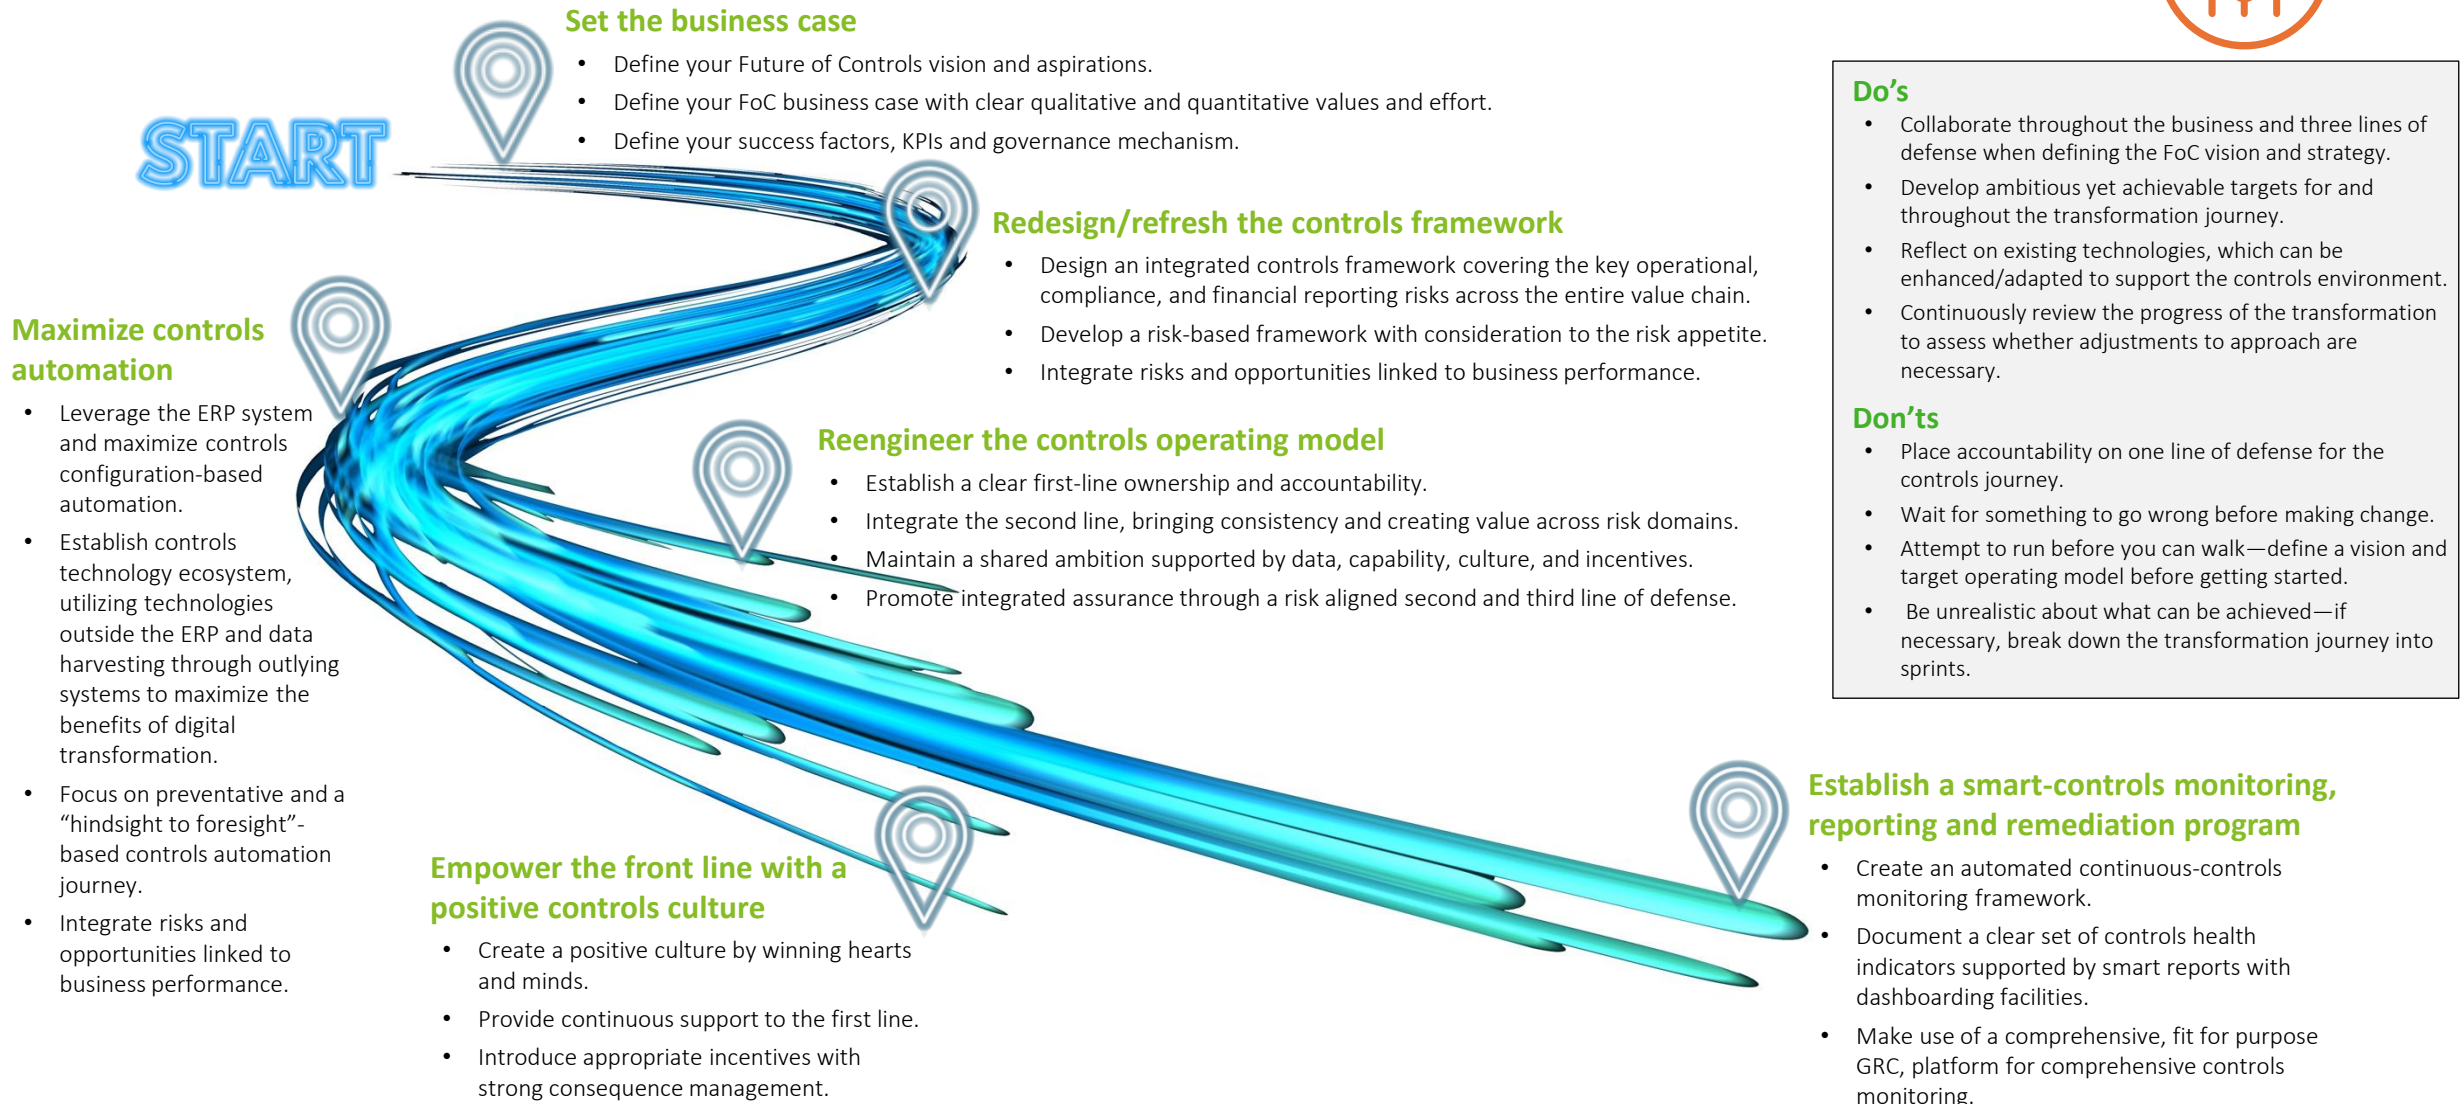 START
Set the business case
• Define your Future of Controls vision and aspirations.
• Define your FoC business case with clear qualitative and quantitative values and effort.
• Define your success factors, KPIs and governance mechanism.
Redesign/refresh the controls framework
• Design an integrated controls framework covering the key operational,
compliance, and financial reporting risks across the entire value chain.
• Develop a risk-based framework with consideration to the risk appetite.
• Integrate risks and opportunities linked to business performance.
Maximize controls
automation
• Leverage the ERP system
and maximize controls
configuration-based
automation.
• Establish controls
technology ecosystem,
utilizing technologies
outside the ERP and data
harvesting through outlying
systems to maximize the
benefits of digital
transformation.
• Focus on preventative and a
“hindsight to foresight”-
based controls automation
journey.
• Integrate risks and
opportunities linked to
business performance.
Reengineer the controls operating model
• Establish a clear first-line ownership and accountability.
• Integrate the second line, bringing consistency and creating value across risk domains.
• Maintain a shared ambition supported by data, capability, culture, and incentives.
• Promote integrated assurance through a risk aligned second and third line of defense.
Empower the front line with a
positive controls culture
• Create a positive culture by winning hearts
and minds.
• Provide continuous support to the first line.
• Introduce appropriate incentives with
strong consequence management.
Establish a smart-controls monitoring,
reporting and remediation program
• Create an automated continuous-controls
monitoring framework.
• Document a clear set of controls health
indicators supported by smart reports with
dashboarding facilities.
• Make use of a comprehensive, fit for purpose
GRC, platform for comprehensive controls
monitoring.
Do’s
• Collaborate throughout the business and three lines of
defense when defining the FoC vision and strategy.
• Develop ambitious yet achievable targets for and
throughout the transformation journey.
• Reflect on existing technologies, which can be
enhanced/adapted to support the controls environment.
• Continuously review the progress of the transformation
to assess whether adjustments to approach are
necessary.
Don’ts
• Place accountability on one line of defense for the
controls journey.
• Wait for something to go wrong before making change.
• Attempt to run before you can walk—define a vision and
target operating model before getting started.
• Be unrealistic about what can be achieved—if
necessary, break down the transformation journey into
sprints.